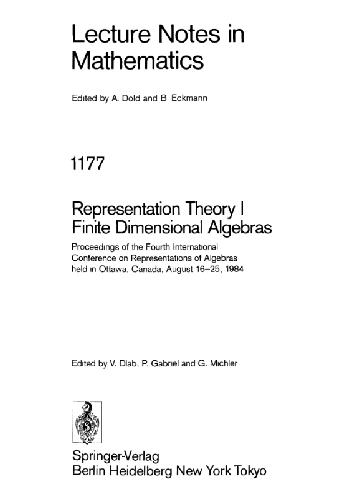 Lecture Notes in
Mathematics
Edited by A. Dold and B. Eckmann
1177
Representation Theory I
Finite Dimensional Algebras
Proceedings of the Fourth International
Conference on Representations of Algebras
held in Ottawa, Canada, August 16-25, 1984
Edited by V. Dlab, P. Gabriel and G. Michler
Springer-Verlag
Berlin Heidelberg New York Tokyo